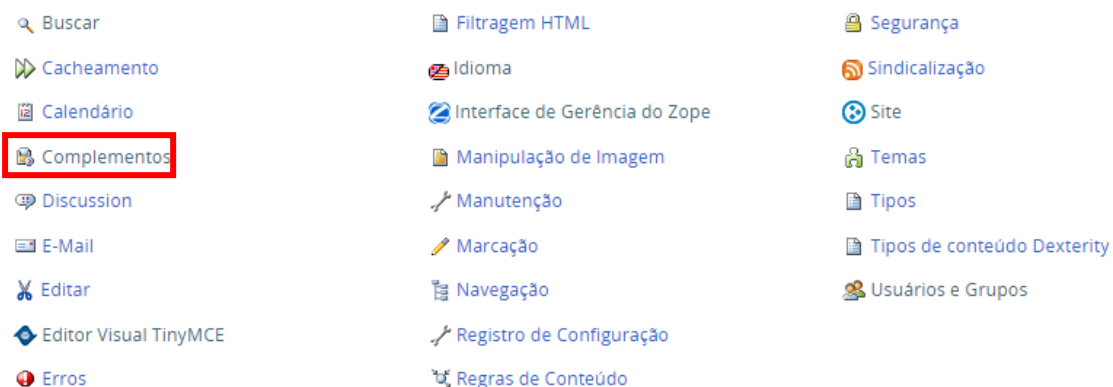 Buscar
Cacheamento
Calendário
Complementos
Discussion
E-Mail
Editar
Editor Visual TinyMCE
Erros
Filtragem HTML
Idioma
Interface de Gerência do Zope
Manipulação de Imagem
Manutenção
Marcação
Navegação
Registro de Configuração
Regras de Conteúdo
Segurança
Sindicalização
Site
Temas
Tipos
Tipos de conteúdo Dexterity
Usuários e Grupos